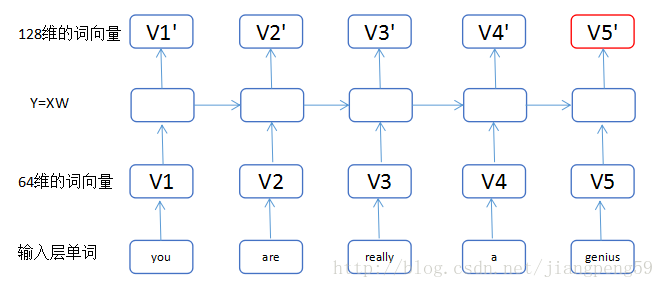 128维的词向量 V1' V2' V3' V4' V5'
Y=XW
64维的词向量 V1 V2 V3 V4 V5
输入层单词 you are really a genius
http://blog.csdn.net/jiangpeng59